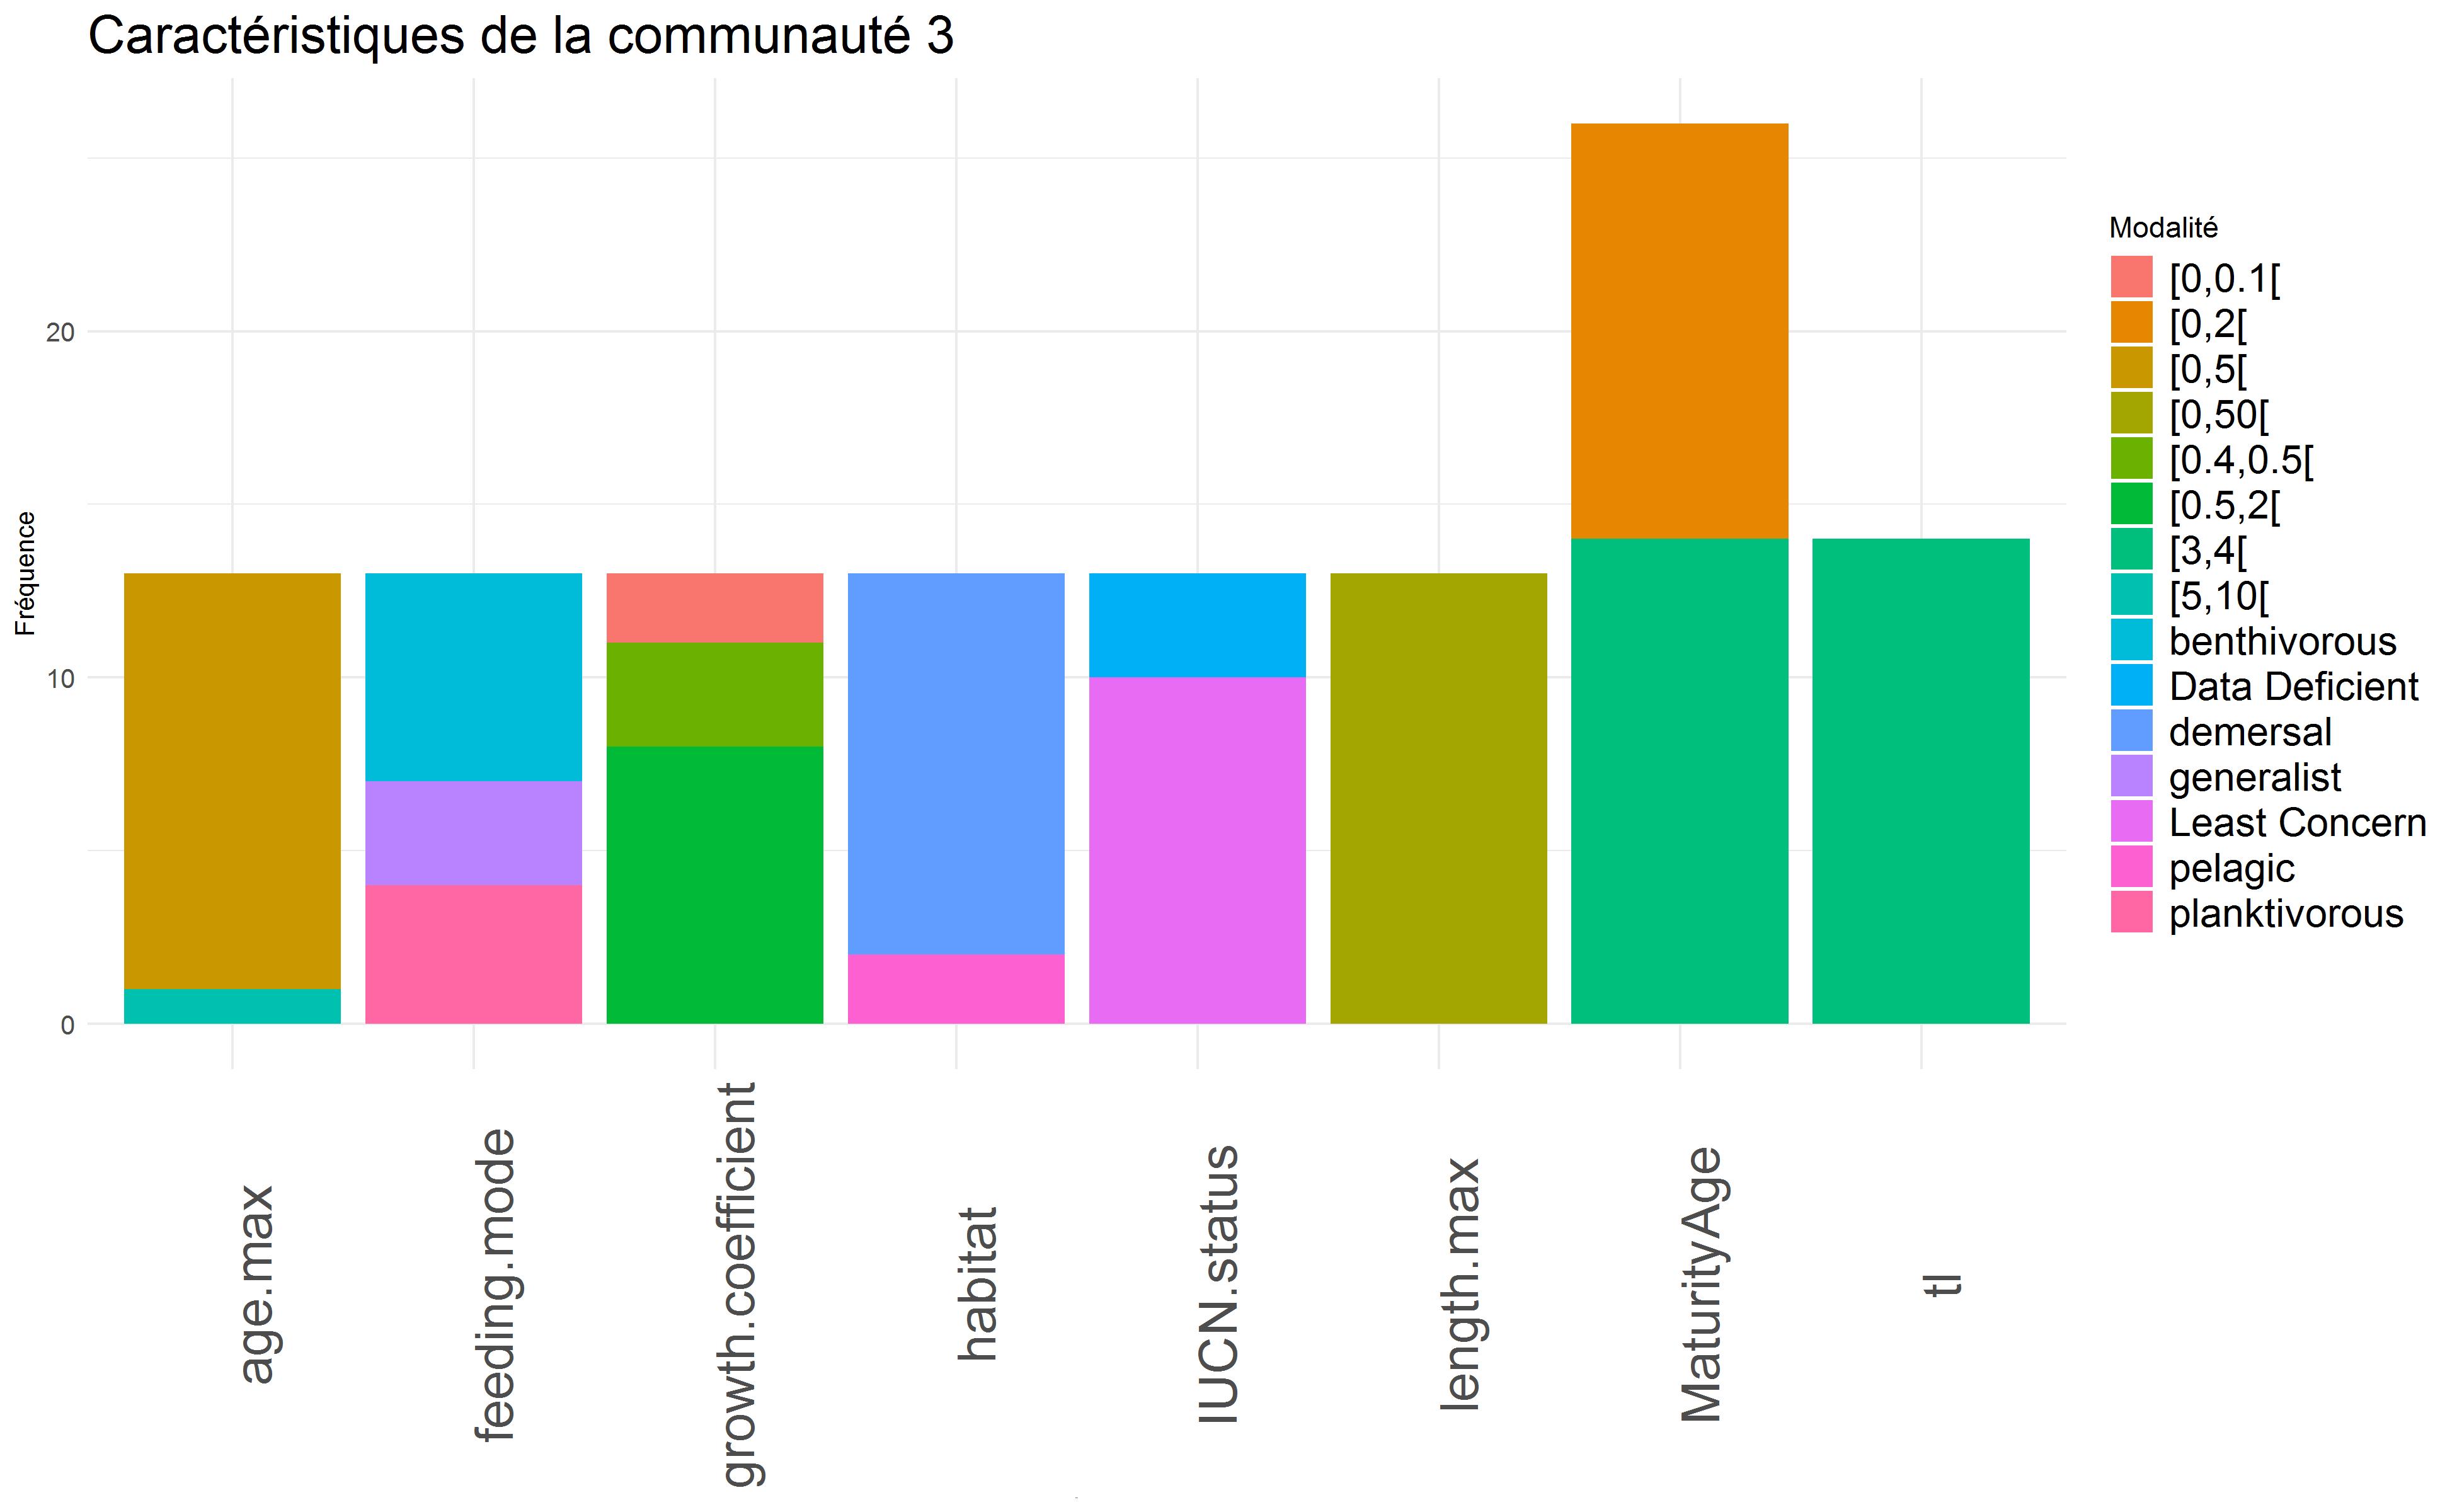 Caractéristiques de la communauté 3
Fréquence
20
10
0
age.max
feeding.mode
growth.coefficient
habitat
IUCN.status
length.max
MaturityAge
tl
Modalité
[0,0.1[
[0,2[
[0,5[
[0,50[
[0.4,0.5[
[0.5,2[
[3,4[
[5,10[
benthivorous
Data Deficient
demersal
generalist
Least Concern
pelagic
planktivorous